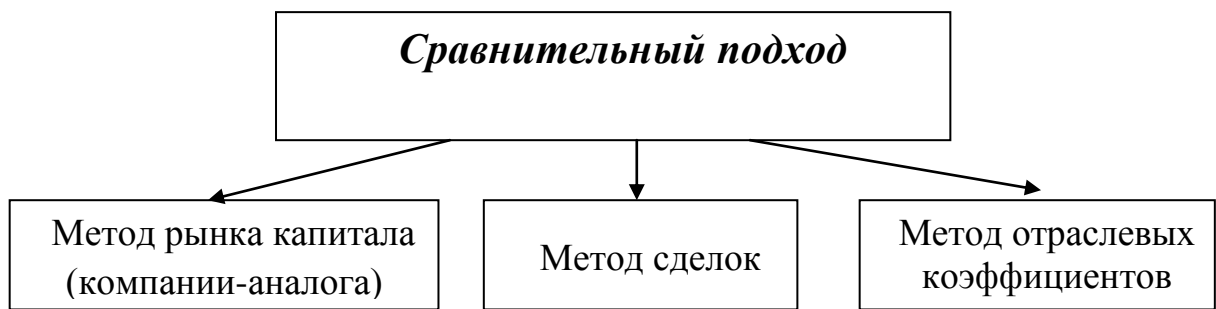 Сравнительный подход
Метод рынка капитала
(компании-аналога)
Метод сделок
Метод отраслевых
коэффициентов